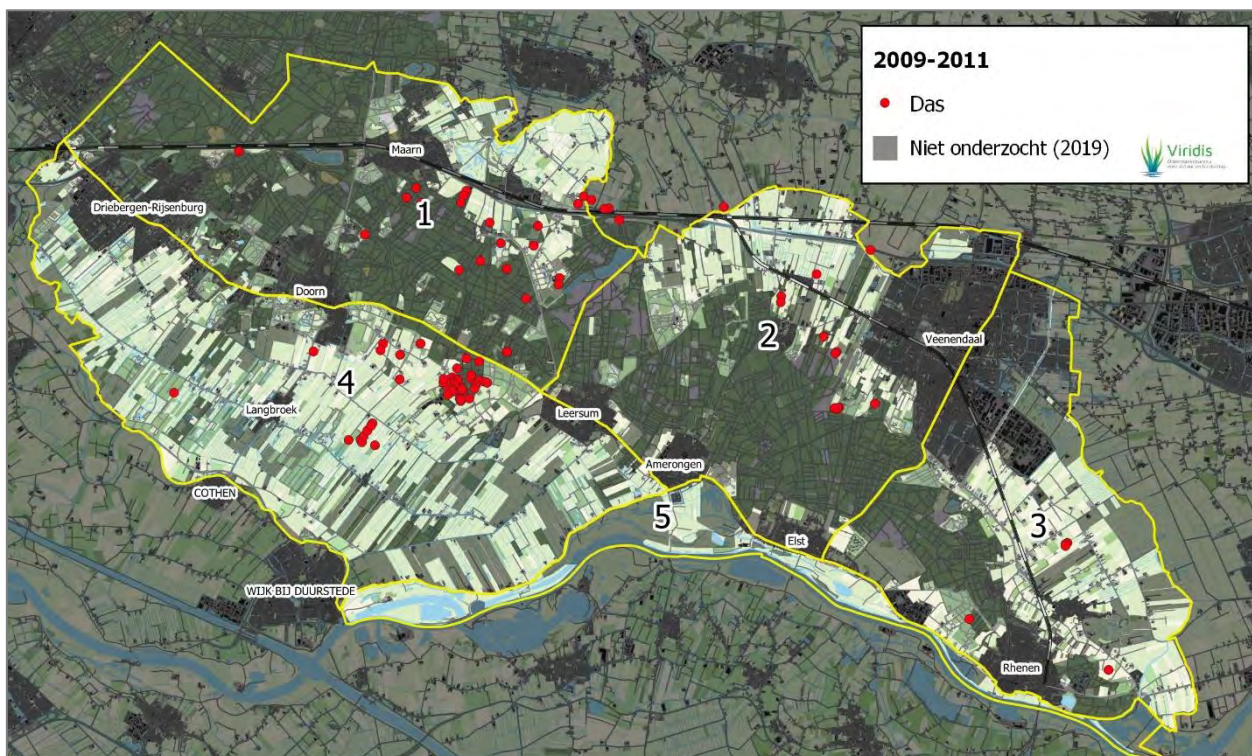 2009-2011
Das
Niet onderzocht (2019)
Viridis
Maarn
1
Driebergen-Rijsenburg
Doorn
2
Veenendaal
4
Langbroek
Leersum
Amerongen
COTHEN
5
Elst
3
WIJK BIJ DUURSTEDE
Rhenen